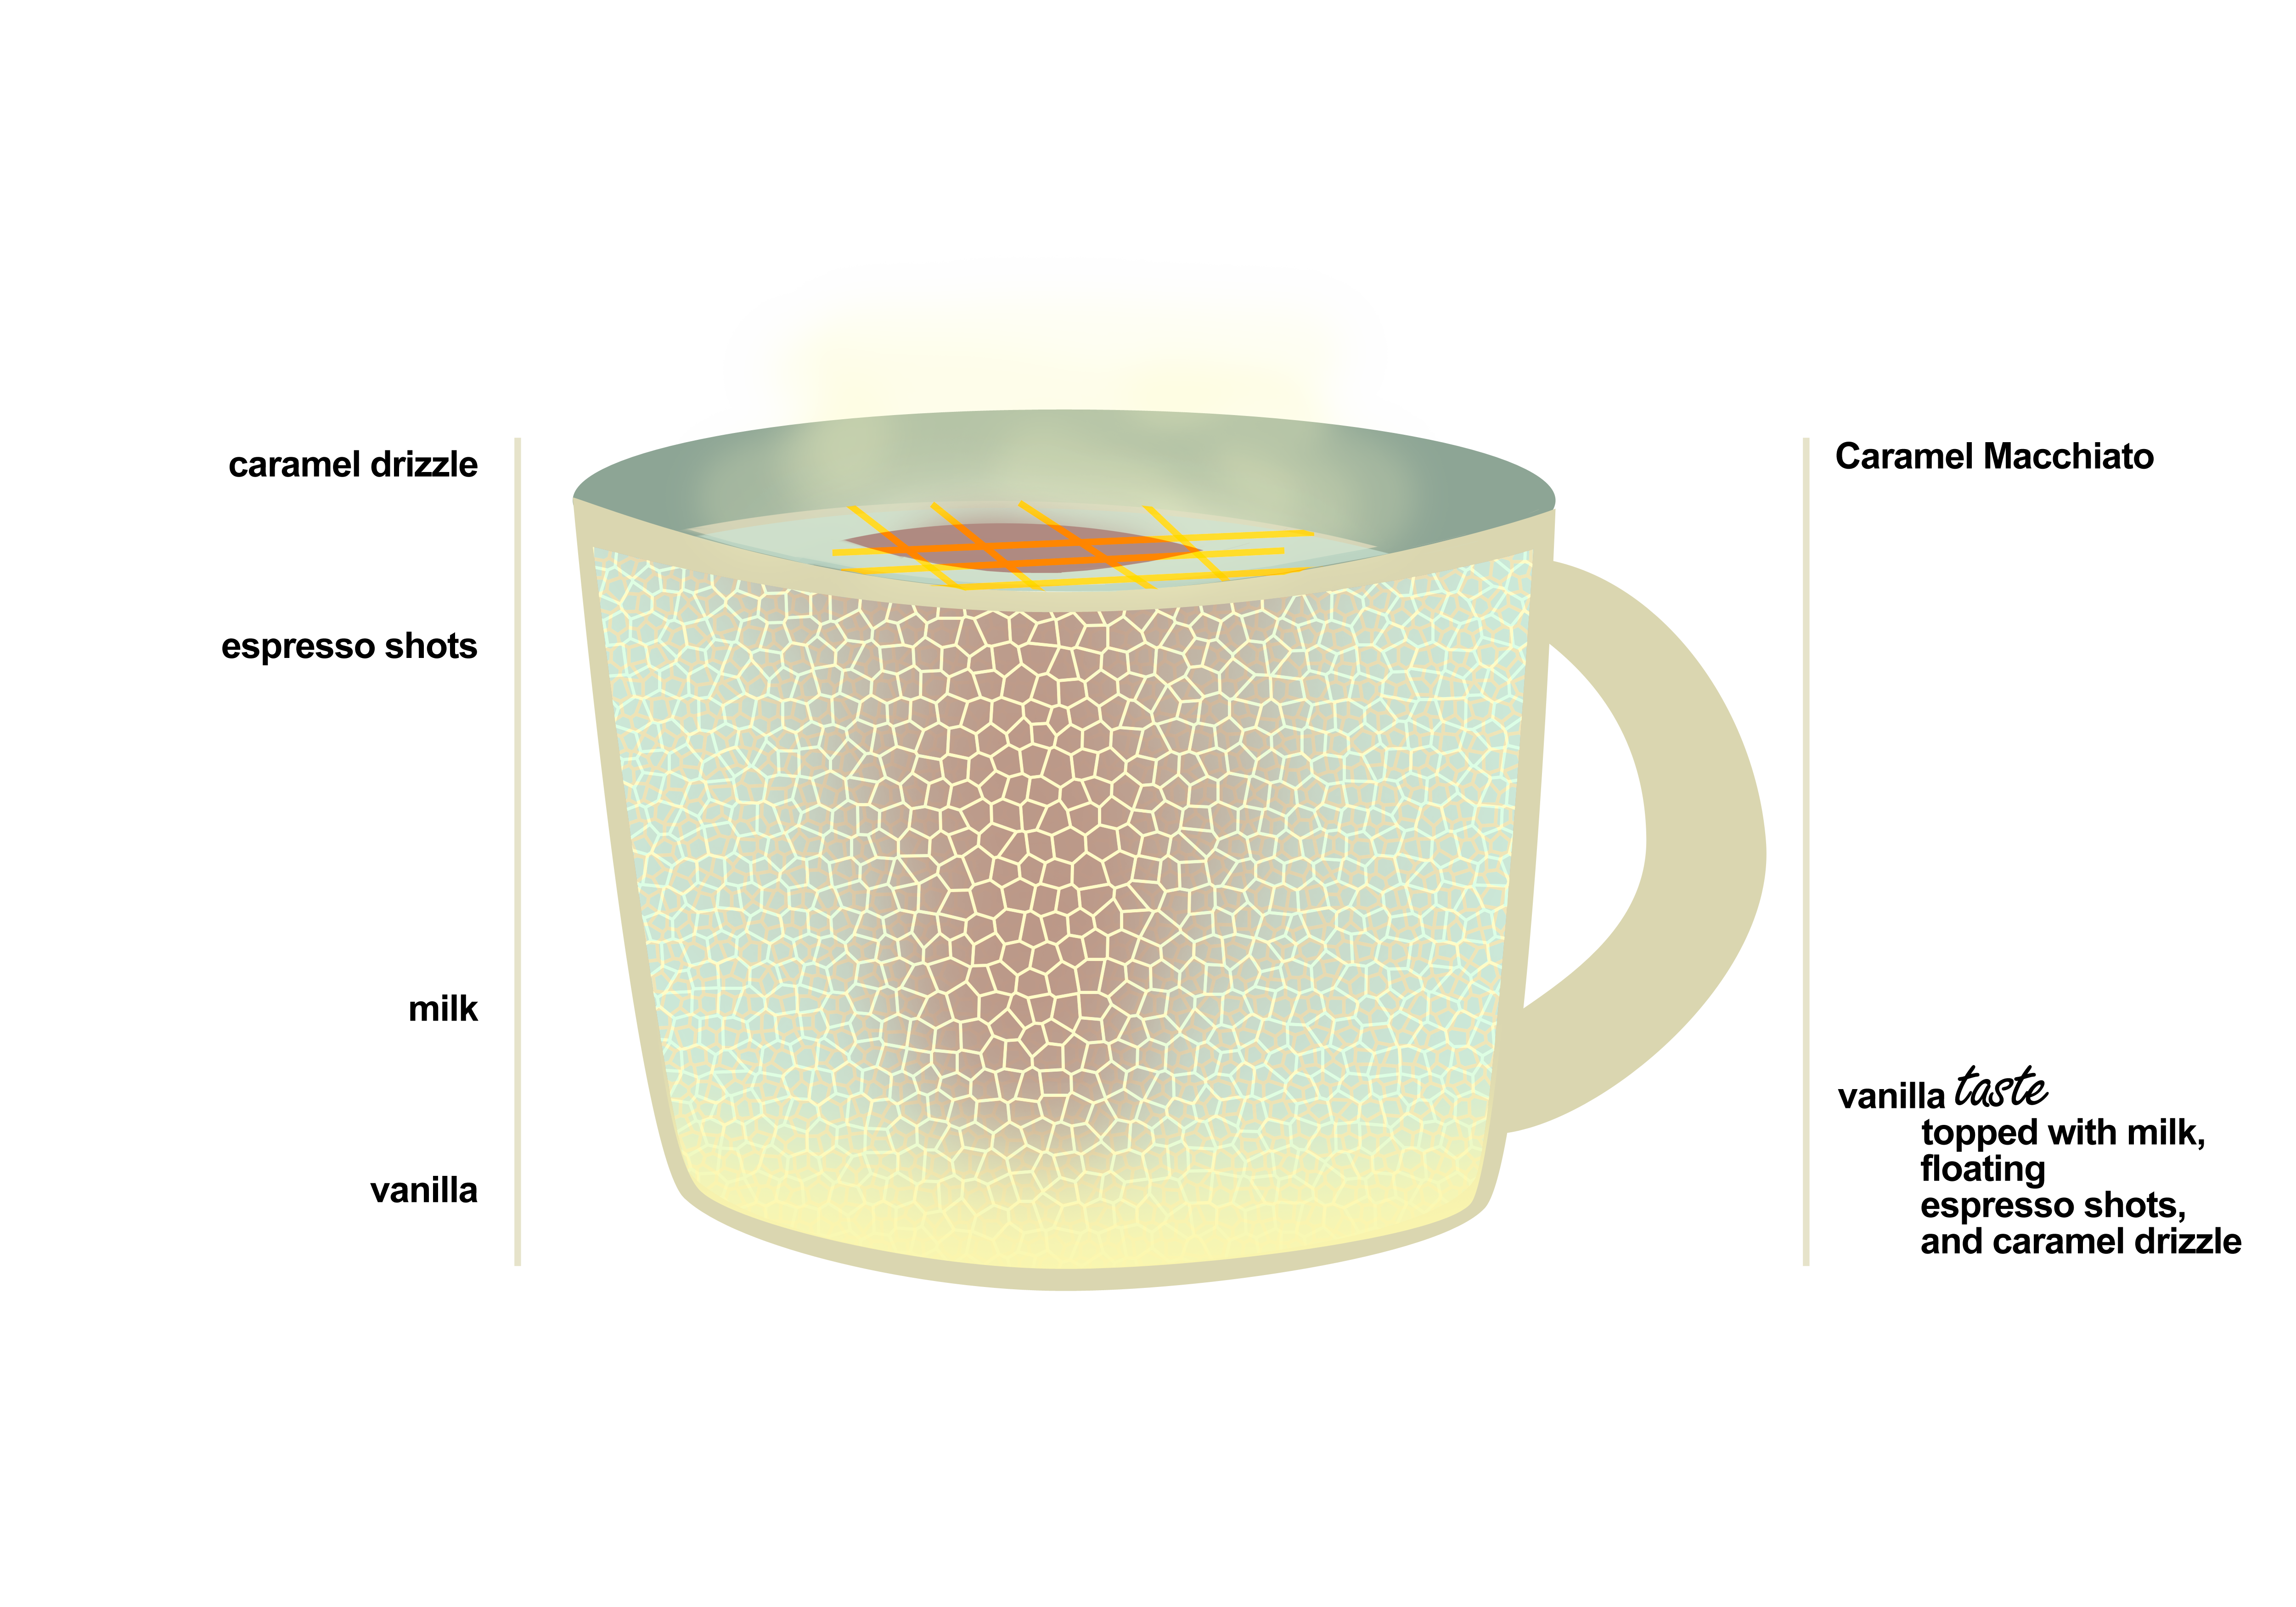 caramel drizzle
espresso shots
milk
vanilla
Caramel Macchiato
vanilla taste
topped with milk,
floating
espresso shots,
and caramel drizzle